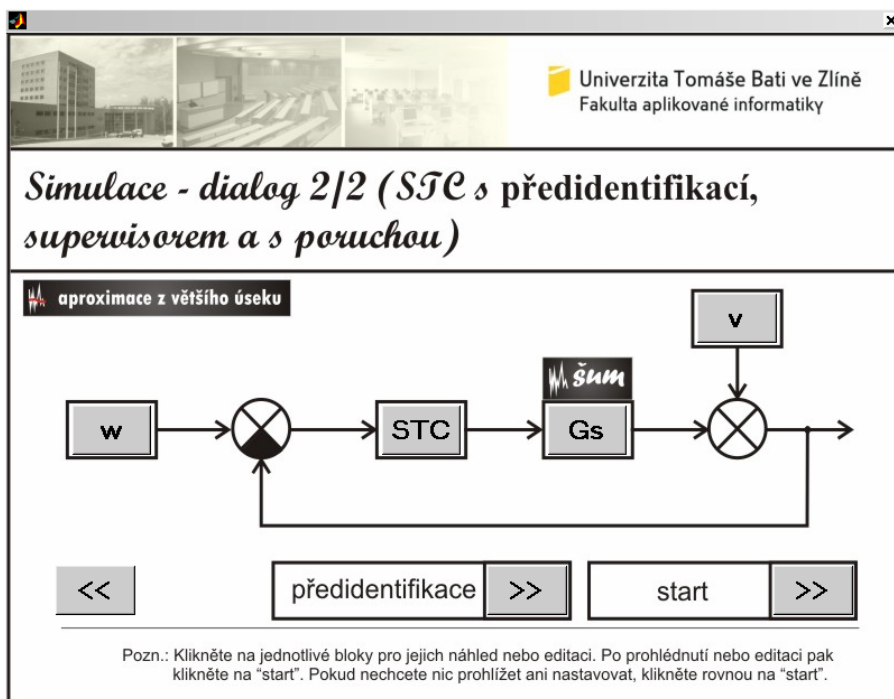 Univerzita Tomáše Bati ve Zlíně
Fakulta aplikované informatiky
Simulace - dialog 2/2 (STC s předidentifikací,
supervisorem a s poruchou)
aproximace z většího úseku
v
šum
w
STC
Gs
<<
předidentifikace
>>
start
>>
Pozn.: Klikněte na jednotlivé bloky pro jejich náhled nebo editaci. Po prohlédnutí nebo editaci pak
klikněte na “start”. Pokud nechcete nic prohlížet ani nastavovat, klikněte rovnou na “start”.